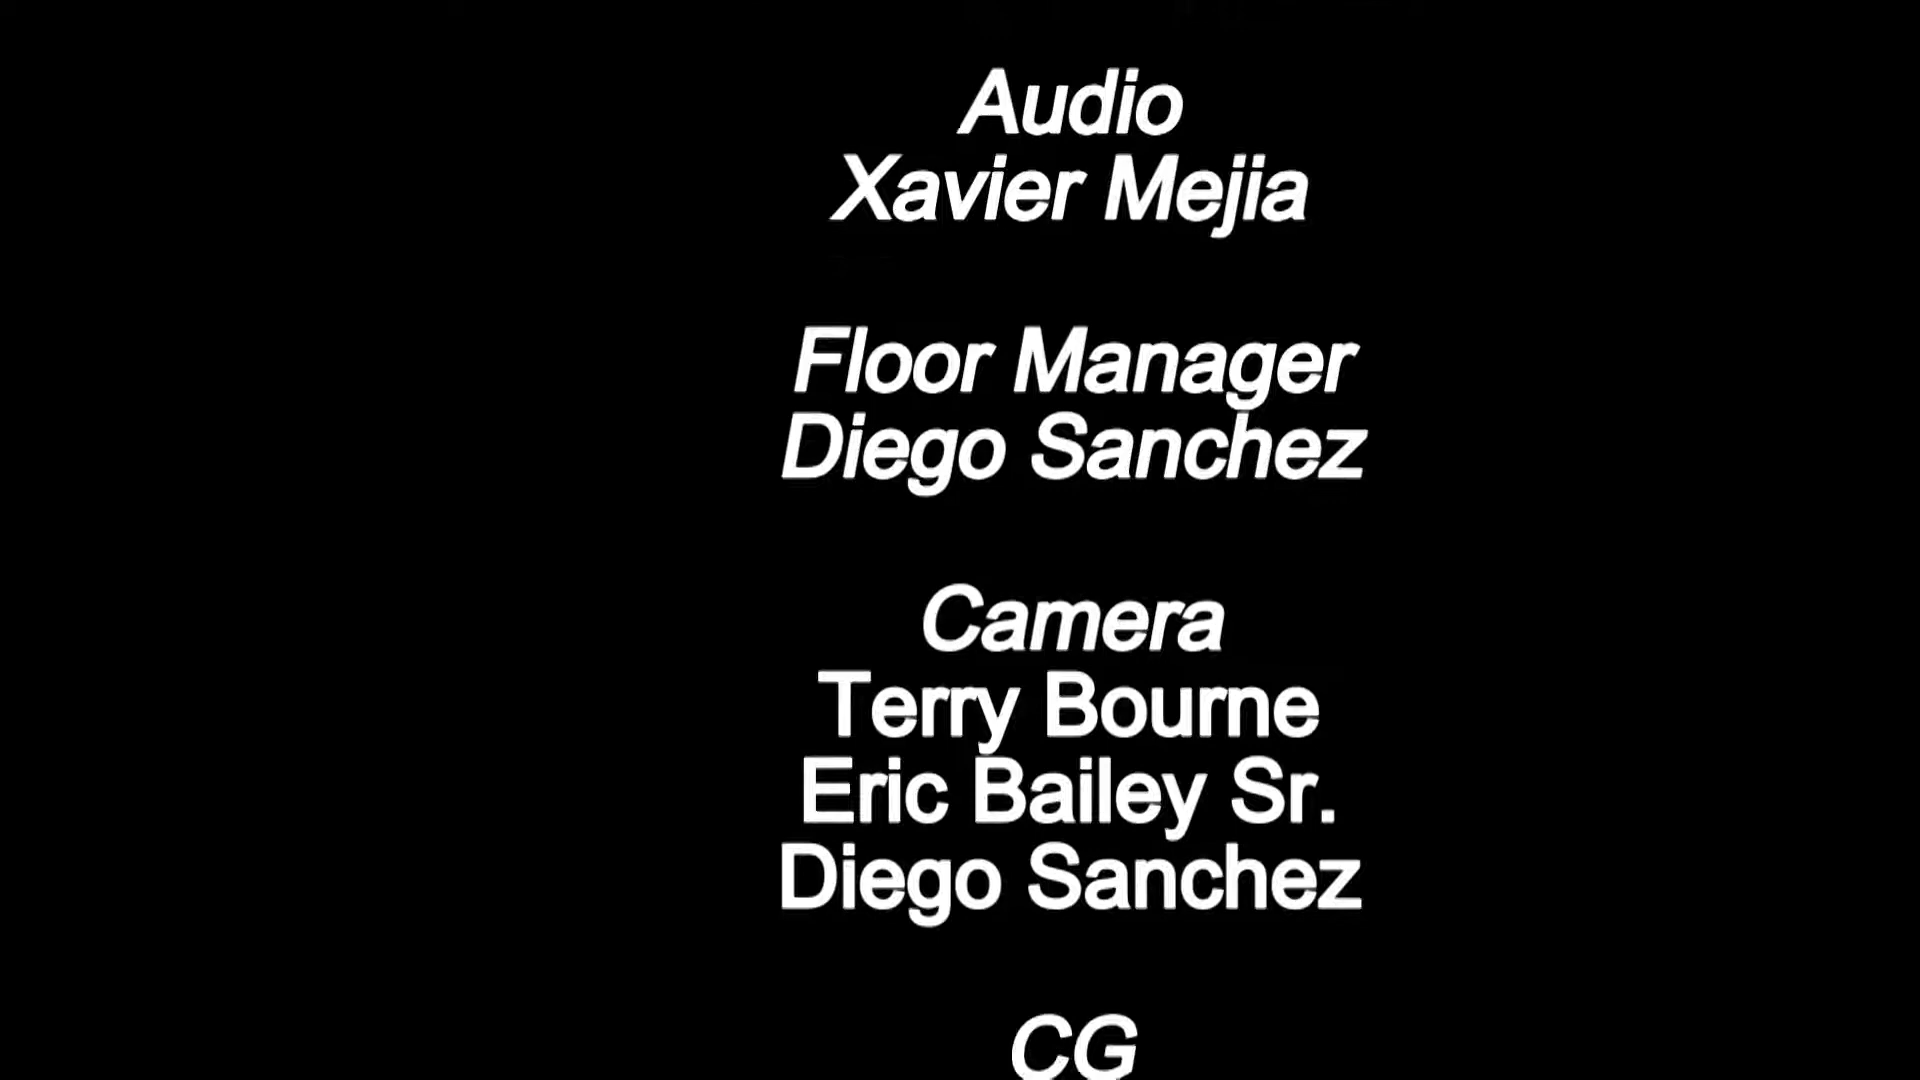 Audio
Xavier Mejia
Floor Manager
Diego Sanchez
Camera
Terry Bourne
Eric Bailey Sr.
Diego Sanchez
CG